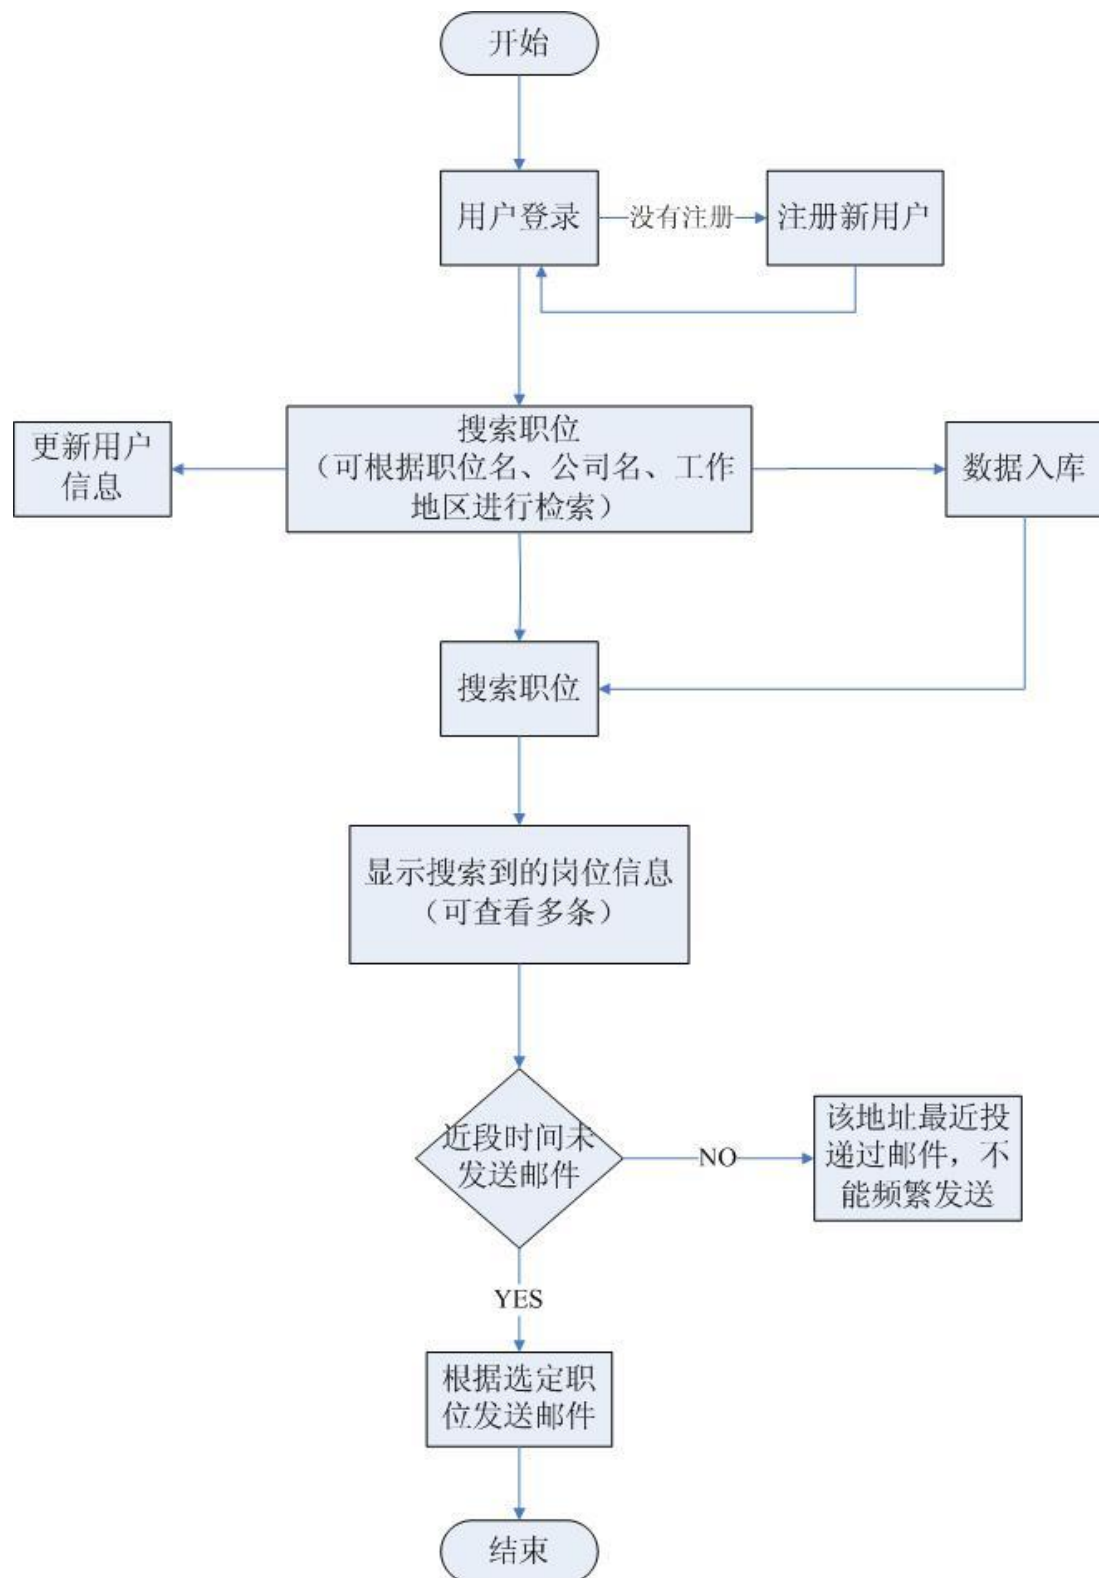 开始
用户登录
没有注册
注册新用户
更新用户
信息
搜索职位
（可根据职位名、公司名、工作
地区进行检索）
数据入库
搜索职位
显示搜索到的岗位信息
（可查看多条）
近段时间未
发送邮件
NO
该地址最近投
递过邮件，不
能频繁发送
YES
根据选定职
位发送邮件
结束